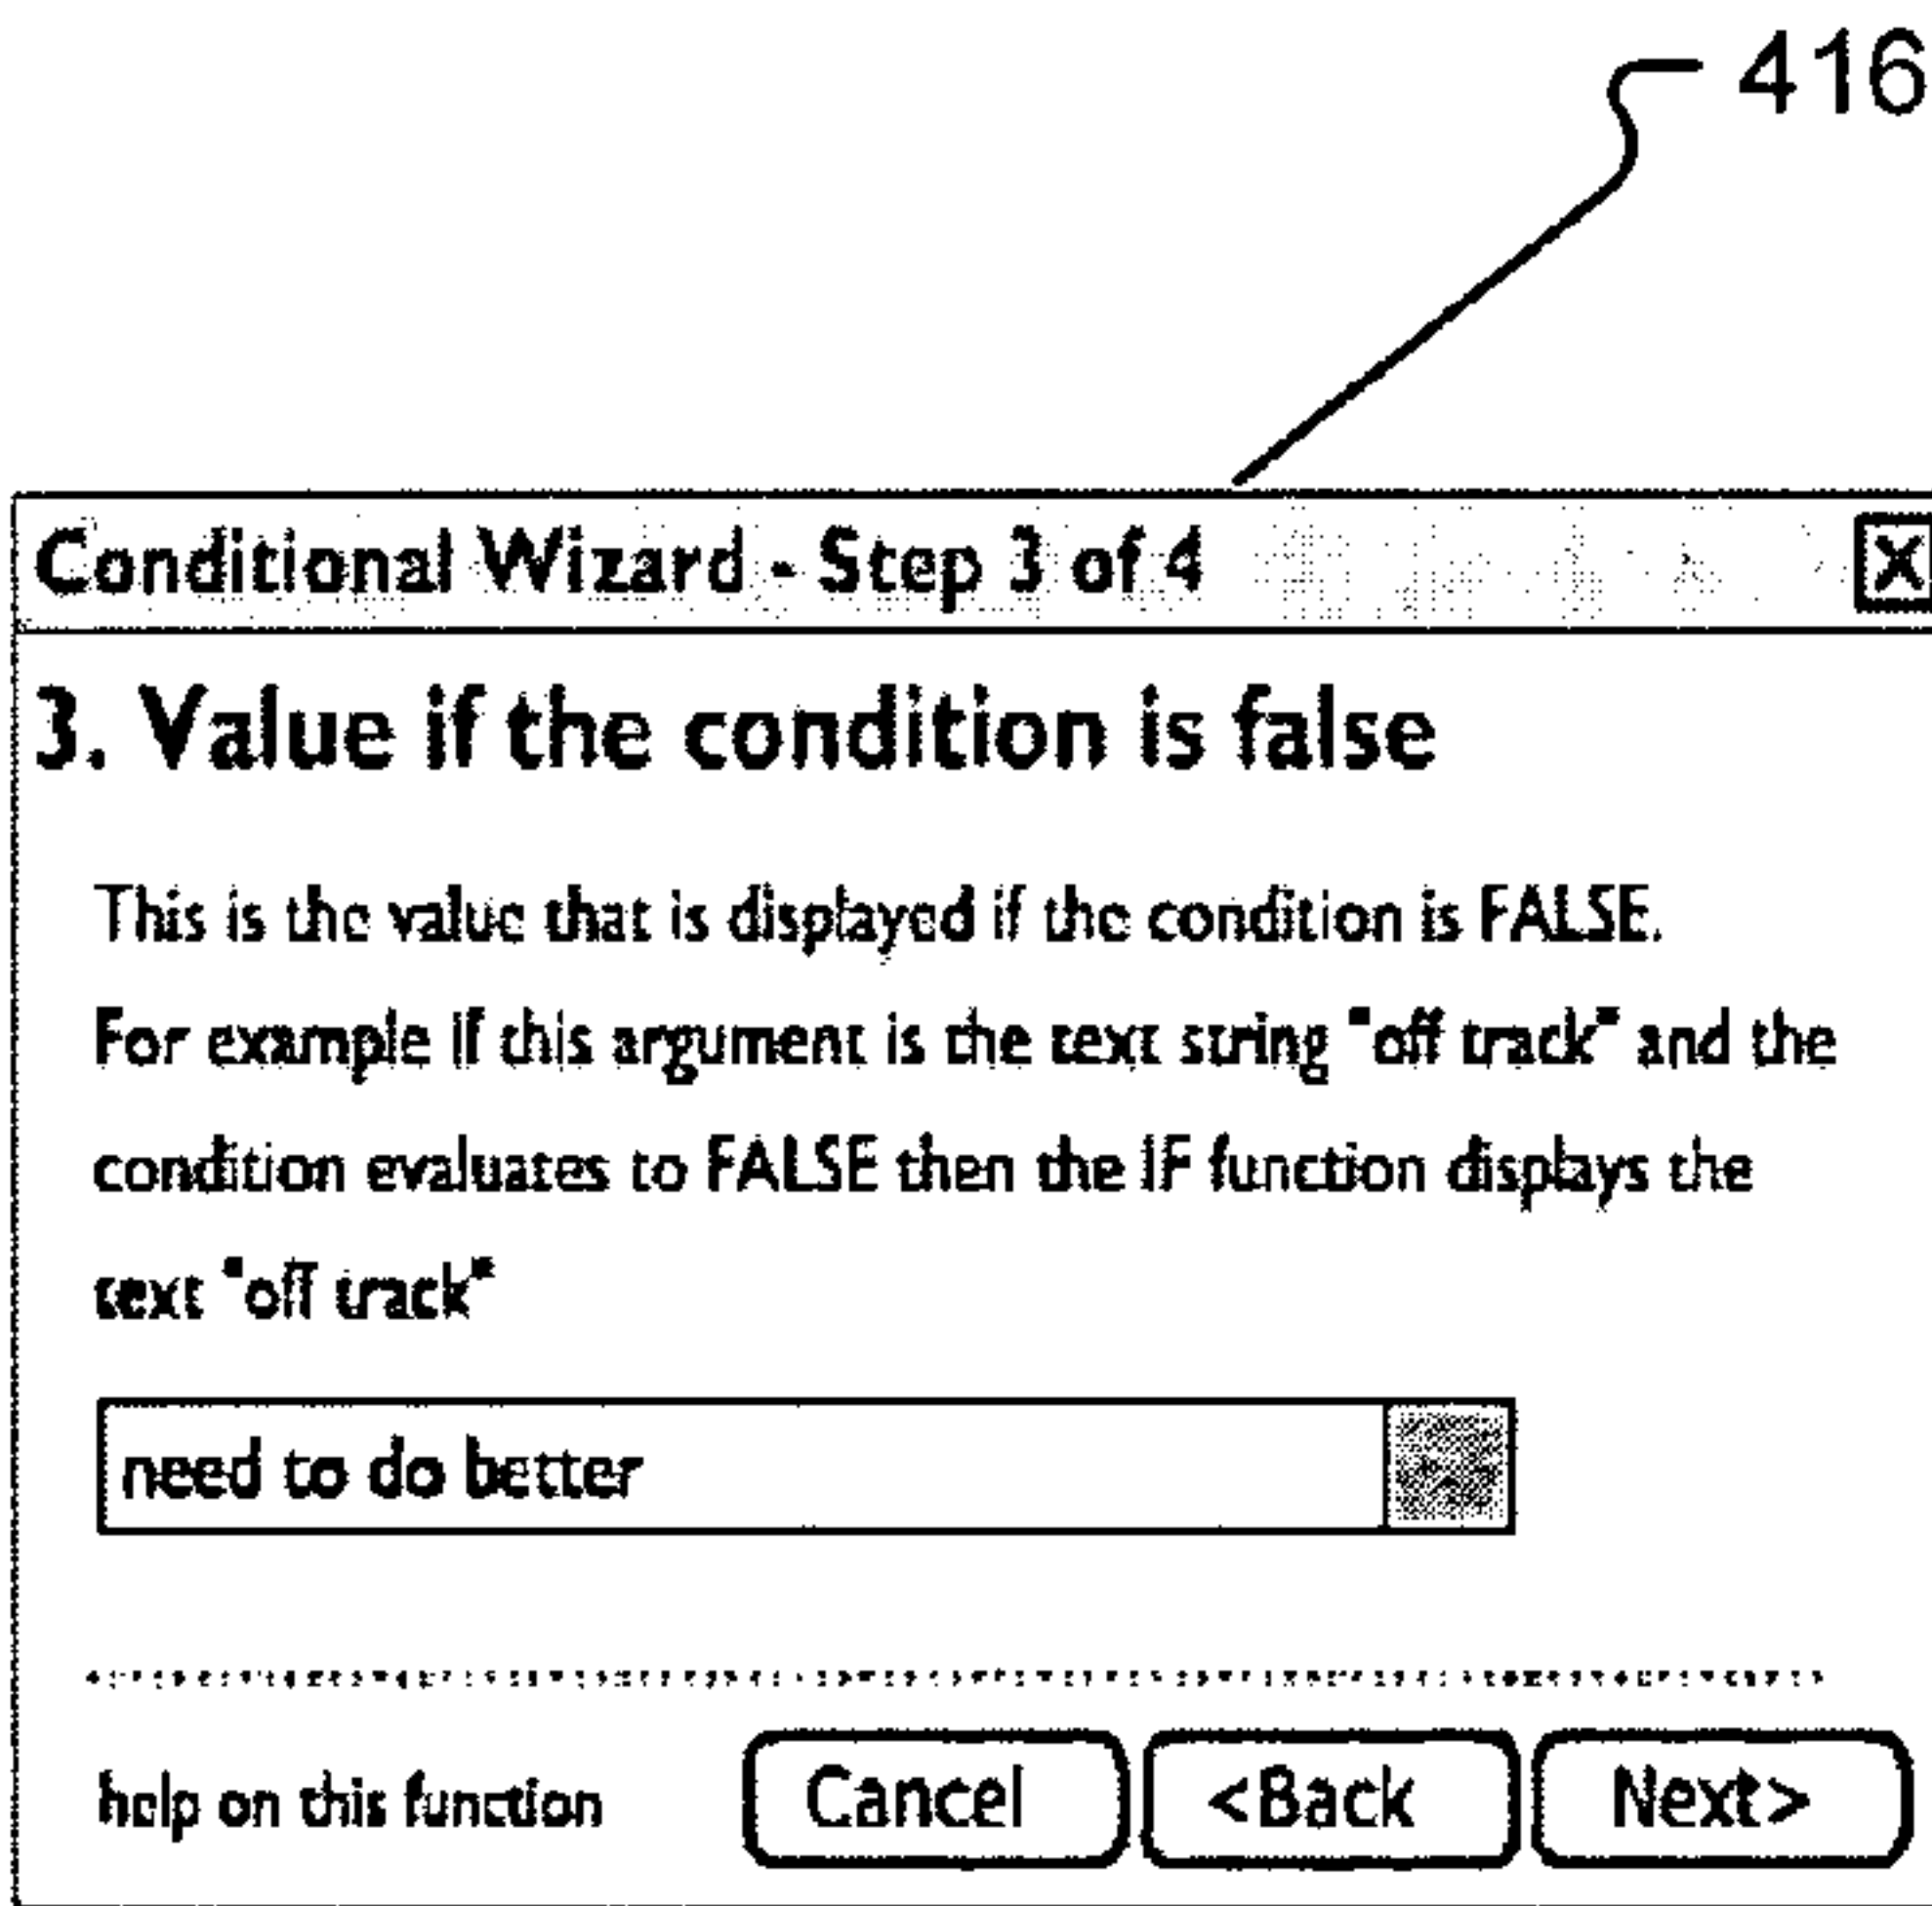 416
Conditional Wizard - Step 3 of 4
X
3. Value if the condition is false
This is the value that is displayed if the condition is FALSE.
For example if this argument is the text string "off track" and the
condition evaluates to FALSE then the IF function displays the
text "off track"
need to do better
help on this function Cancel <Back Next>